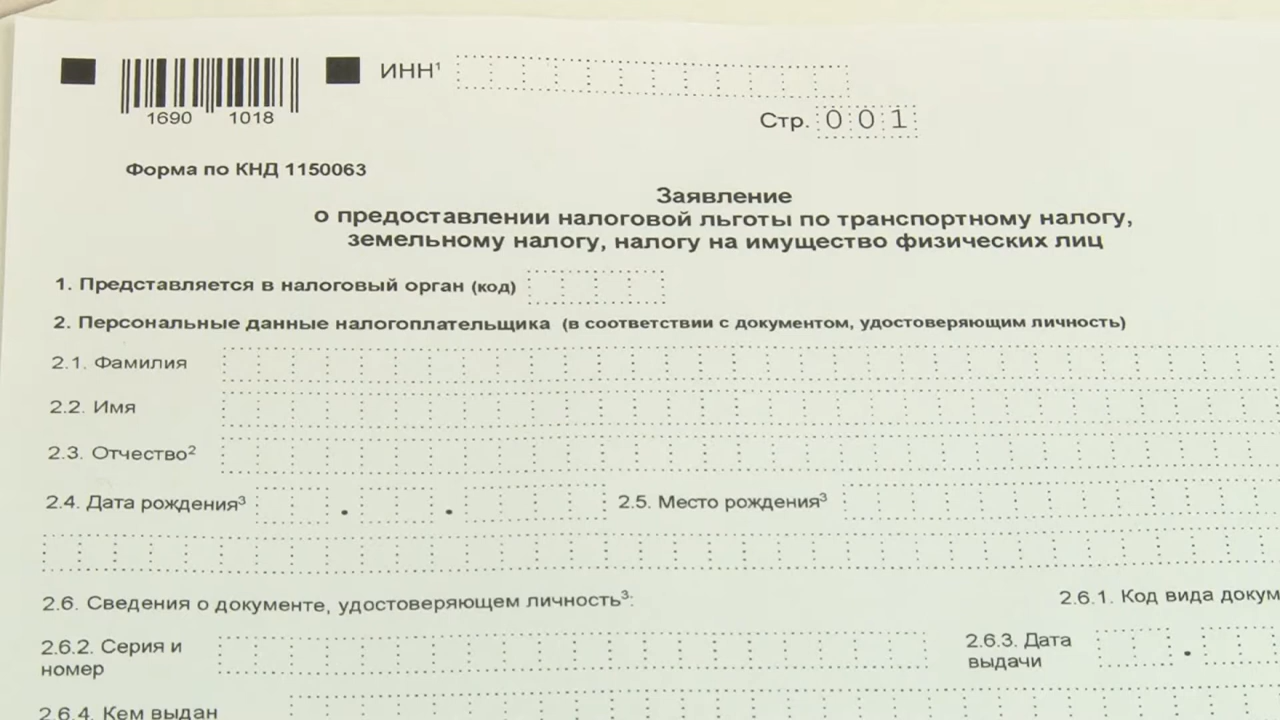 ИНН¹
1690 1018
Стр. 001
Форма по КНД 1150063
Заявление
о предоставлении налоговой льготы по транспортному налогу,
земельному налогу, налогу на имущество физических лиц
1. Представляется в налоговый орган (код)
2. Персональные данные налогоплательщика (в соответствии с документом, удостоверяющим личность)
2.1. Фамилия
2.2. Имя
2.3. Отчество²
2.4. Дата рождения³ . . 2.5. Место рождения³
2.6. Сведения о документе, удостоверяющем личность³: 2.6.1. Код вида докум
2.6.2. Серия и
номер
2.6.3. Дата
выдачи .
2.6.4. Кем выдан